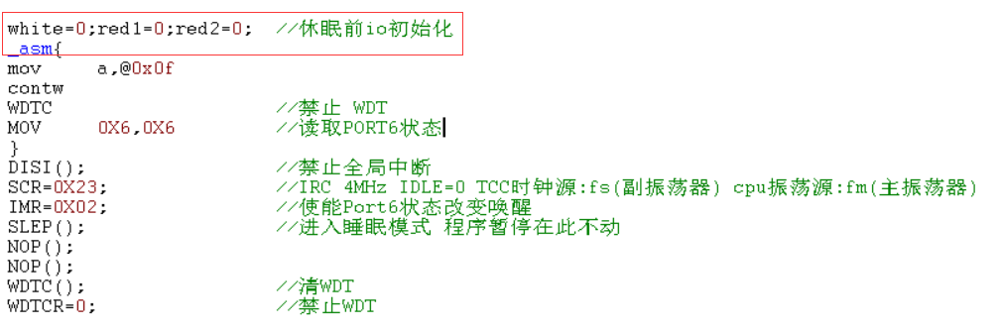 white=0;red1=0;red2=0;  //休眠前io初始化
_asm{
mov     a,@0x0f
contw
WDTC                    //禁止 WDT
MOV     0X6,0X6         //读取PORT6状态
}
DISI();                 //禁止全局中断
SCR=0X23;               //IRC 4MHz IDLE=0 TCC时钟源:fs(副振荡器) cpu振荡源:fm(主振荡器)
IMR=0X02;               //使能Port6状态改变唤醒
SLEP();                 //进入睡眠模式 程序暂停在此不动
NOP();
NOP();
WDTC();                 //清WDT
WDTCR=0;                //禁止WDT